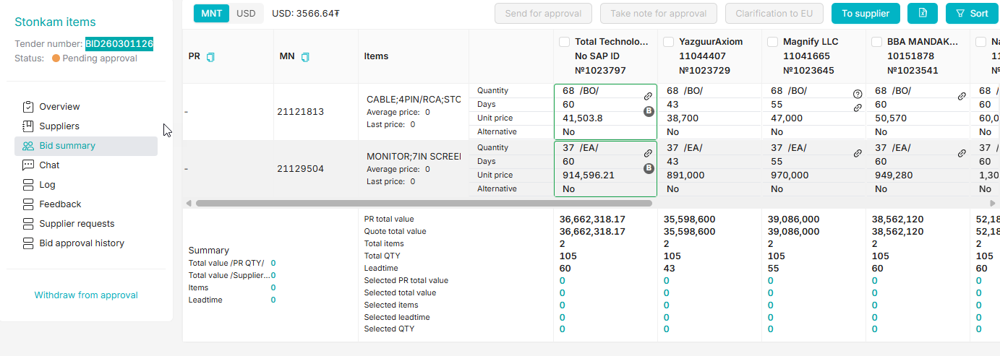 Stonkam items
Tender number: BID260301126
Status: Pending approval
Overview
Suppliers
Bid summary
Chat
Log
Feedback
Supplier requests
Bid approval history
Withdraw from approval
MNT USD USD: 3566.64₮ Send for approval Take note for approval Clarification to EU To supplier Sort
PR MN Items
Total Technolo... YazguurAxiom Magnify LLC BBA MANDAK... Na
No SAP ID 11044407 11041665 10151878
№1023797 №1023729 №1023645 №1023541
- 21121813 CABLE;4PIN/RCA;STO
Average price: 0
Last price: 0
Quantity 68 /BO/ 68 /BO/ 68 /BO/ 68 /BO/ 68
Days 60 43 55 60 60
Unit price 41,503.8 38,700 47,000 50,570 60,0
Alternative No No No No No
B
- 21129504 MONITOR;7IN SCREEN
Average price: 0
Last price: 0
Quantity 37 /EA/ 37 /EA/ 37 /EA/ 37 /EA/ 37
Days 60 43 55 60 60
Unit price 914,596.21 891,000 970,000 949,280 1,30
Alternative No No No No No
B
Summary
Total value /PR QTY/ 0
Total value /Supplier... 0
Items 0
Leadtime 0
PR total value 36,662,318.17 35,598,600 39,086,000 38,562,120 52,18
Quote total value 36,662,318.17 35,598,600 39,086,000 38,562,120 52,18
Total items 2 2 2 2 2
Total QTY 105 105 105 105 105
Leadtime 60 43 55 60 60
Selected PR total value 0 0 0 0 0
Selected total value 0 0 0 0 0
Selected items 0 0 0 0 0
Selected leadtime 0 0 0 0 0
Selected QTY 0 0 0 0 0